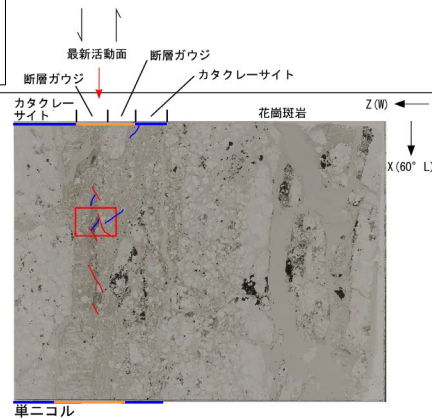 最新活動面
断層ガウジ
断層ガウジ
カタクレーサイト
カタクレー
サイト
花崗斑岩
Z(W)
X(60°L)
単ニコル